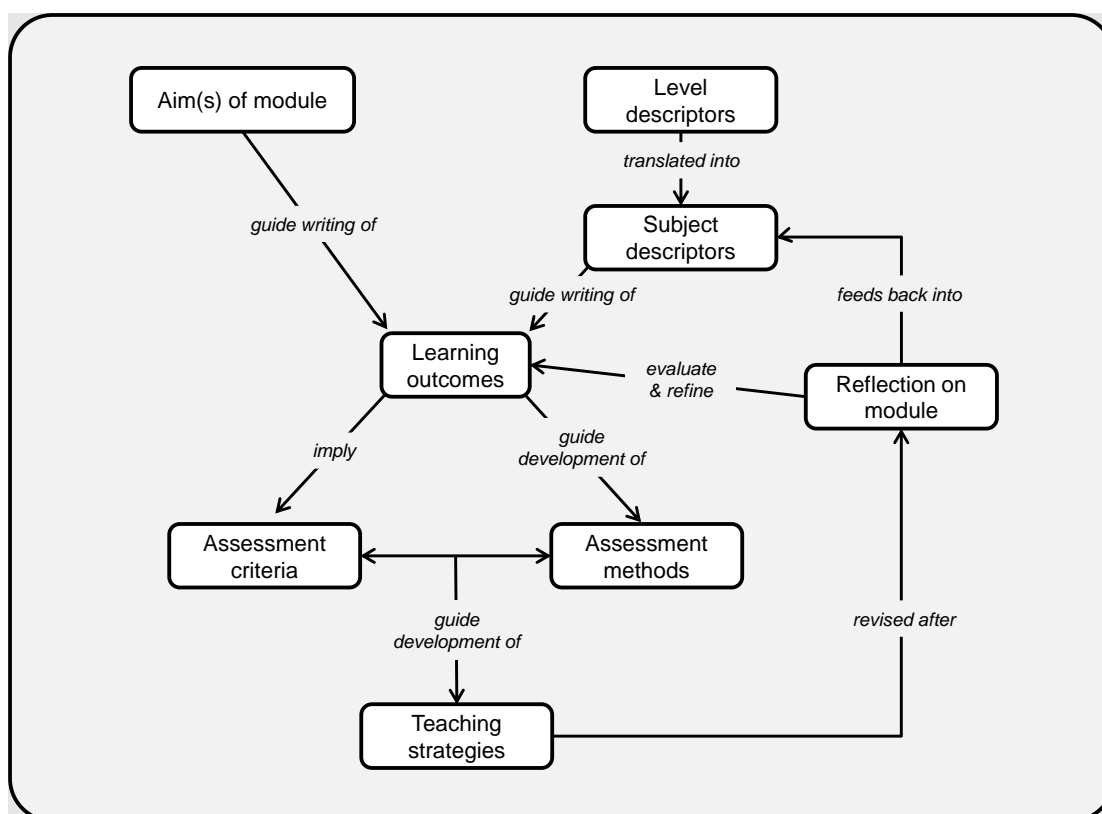 Aim(s) of module
Level
descriptors
translated into
guide writing of
Subject
descriptors
guide writing of
feeds back into
Learning
outcomes
evaluate
& refine
Reflection on
module
imply
guide
development of
Assessment
criteria
Assessment
methods
guide
development of
revised after
Teaching
strategies